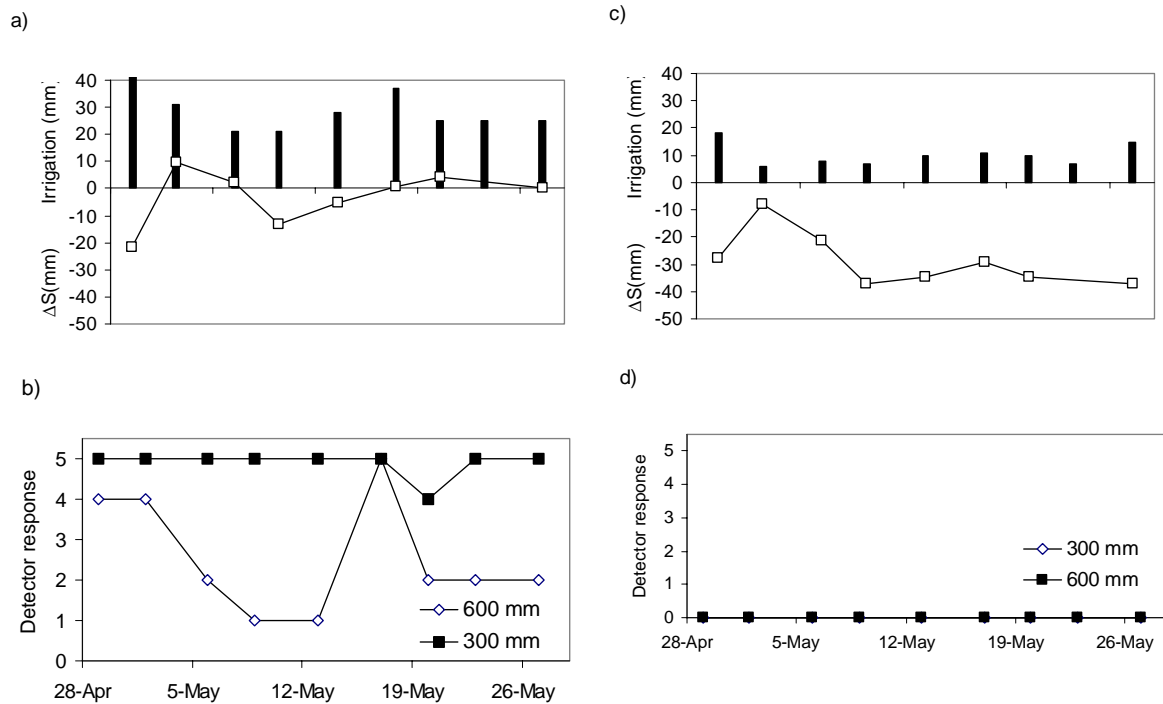 a)
Irrigation (mm)
ΔS(mm)
40
30
20
10
0
-10
-20
-30
-40
-50
c)
Irrigation (mm)
ΔS(mm)
40
30
20
10
0
-10
-20
-30
-40
-50
b)
Detector response
5
4
3
2
1
0
600 mm
300 mm
28-Apr
5-May
12-May
19-May
26-May
d)
Detector response
5
4
3
2
1
0
300 mm
600 mm
28-Apr
5-May
12-May
19-May
26-May